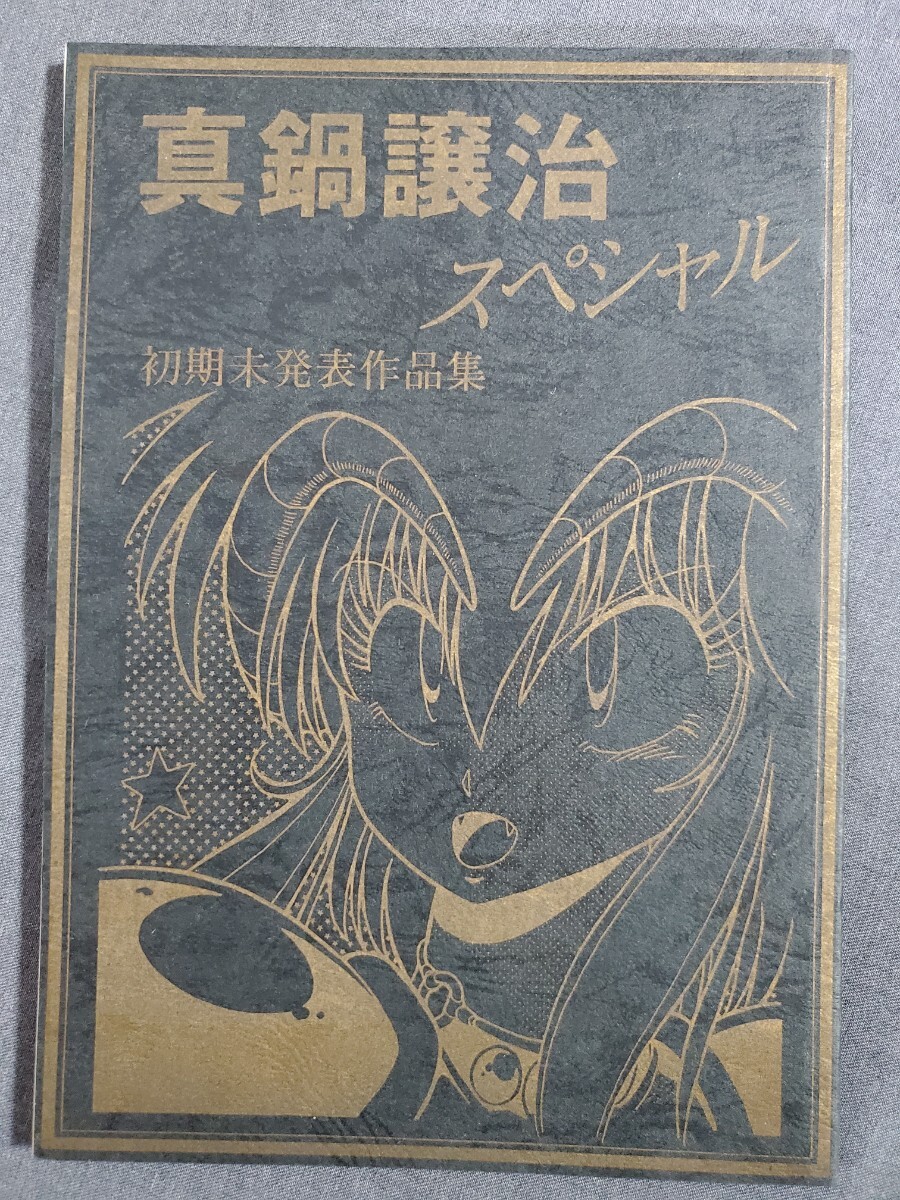 真鍋譲治
スペシャル
初期未発表作品集